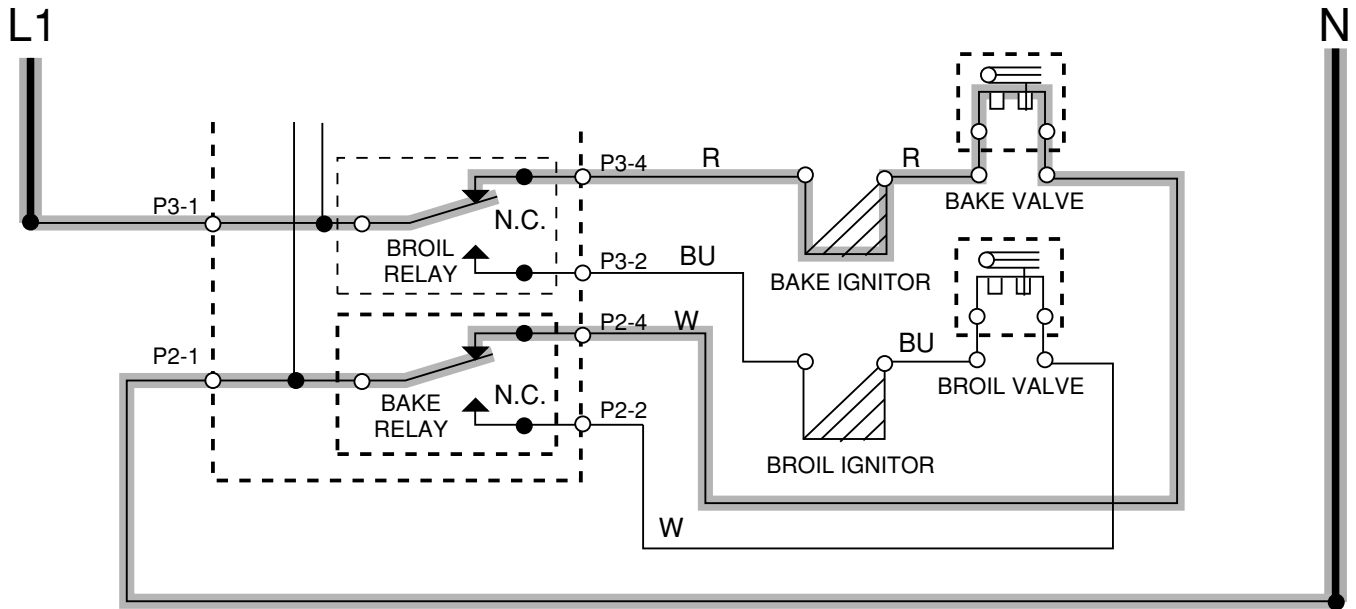 L1
N
P3-1
P3-4
R
R
BAKE VALVE
N.C.
BROIL
RELAY
P3-2
BU
BAKE IGNITOR
P2-4
W
P2-1
BU
BROIL VALVE
N.C.
BAKE
RELAY
P2-2
BROIL IGNITOR
W